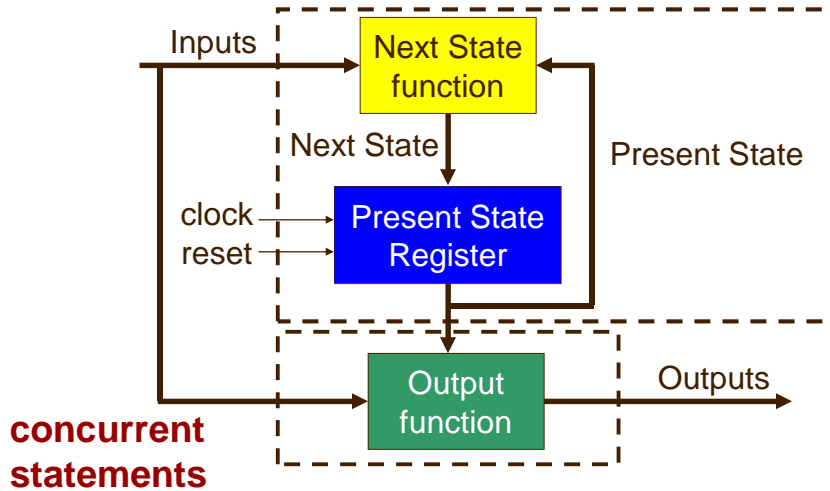 Inputs
Next State
function
Next State
Present State
clock
reset
Present State
Register
Output
function
Outputs
concurrent
statements